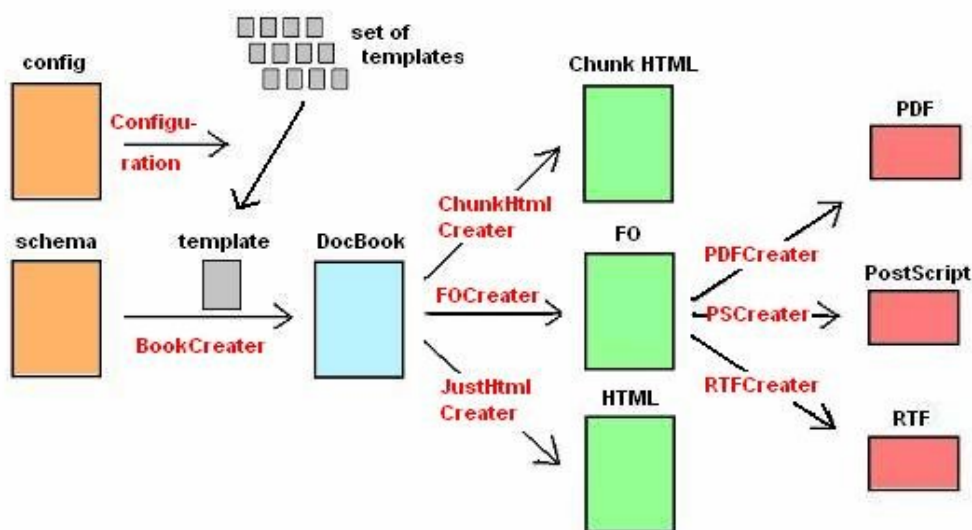 set of
templates
config
Chunk HTML
Configu-
ration
PDF
ChunkHtml
Creater
schema
template
DocBook
FO
PDFCreater
PostScript
FOCreater
PSCreater
BookCreater
JustHtml
Creater
RTFCreater
HTML
RTF